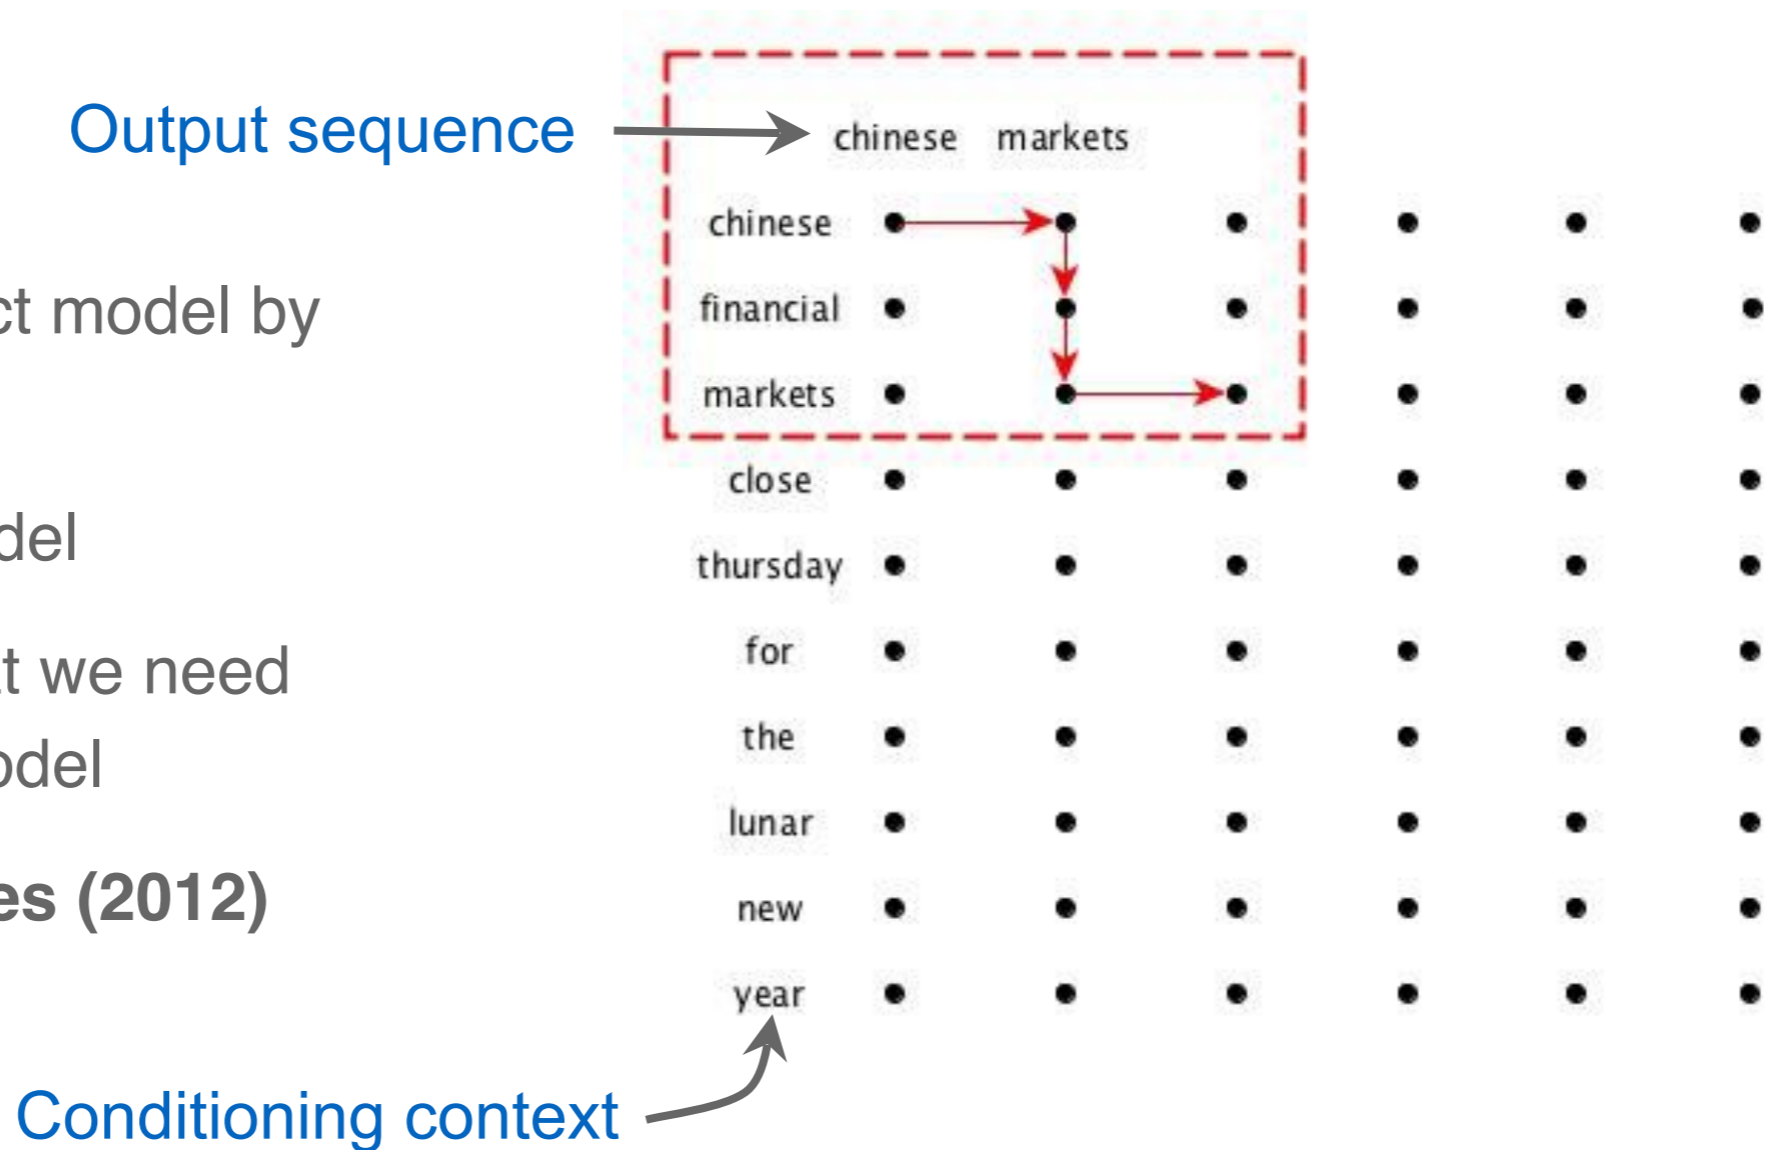 Output sequence
chinese markets
chinese
ct model by
financial
markets
close
del
thursday
for
t we need
the
odel
lunar
es (2012)
new
year
Conditioning context